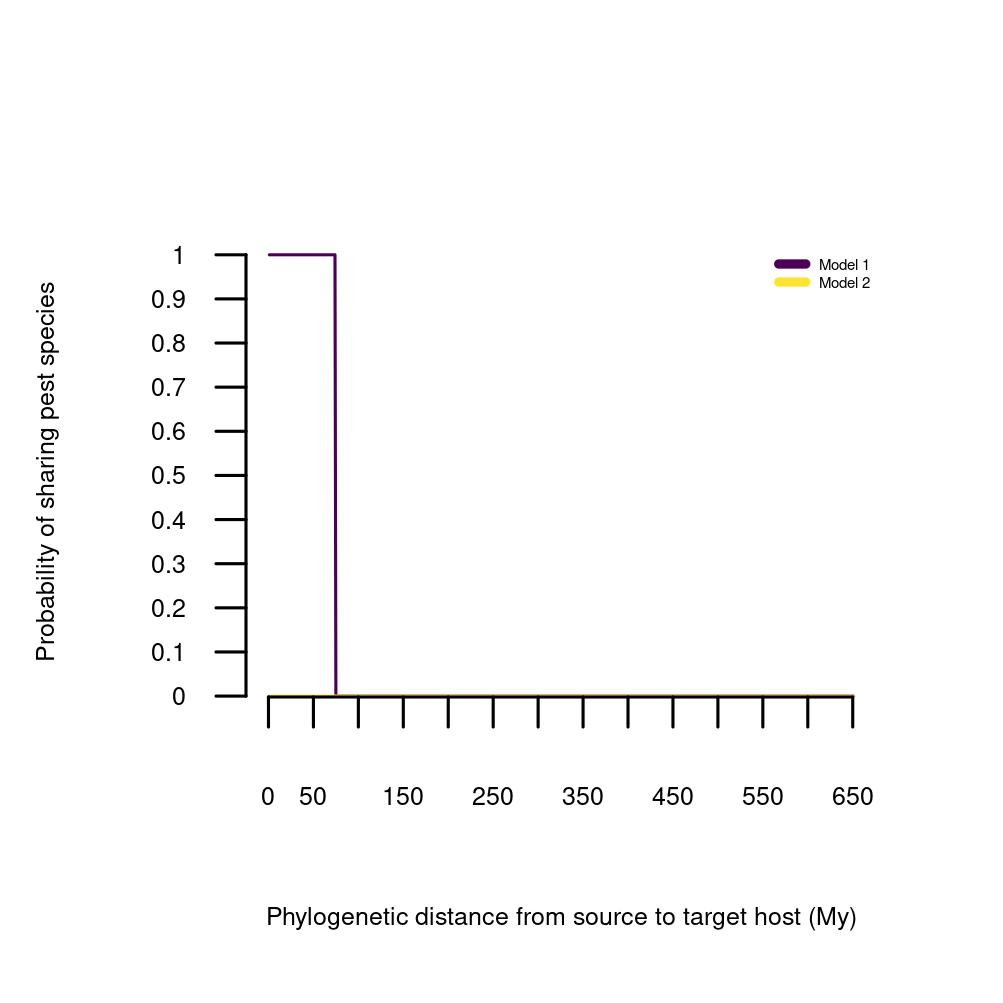 Probability of sharing pest species
1
0.9
0.8
0.7
0.6
0.5
0.4
0.3
0.2
0.1
0
Model 1
Model 2
0 50 150 250 350 450 550 650
Phylogenetic distance from source to target host (My)